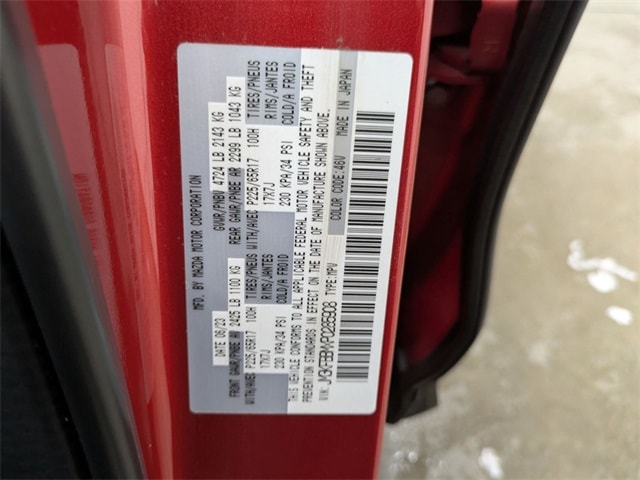 MFD. BY MAZDA MOTOR CORPORATION
DATE: 09/23 GVWR/PNBV 4724 LB 2143 KG
FRONT GAWR/PNBE AV 2425 LB 1100 KG REAR GAWR/PNBE AR 2299 LB 1043 KG
WITH/AVEC P225/65R17 100H TIRES/PNEUS WITH/AVEC P225/65R17 100H TIRES/PNEUS
17X7J RIMS/JANTES 17X7J RIMS/JANTES
230 KPA/34 PSI COLD/A FROID 230 KPA/34 PSI COLD/A FROID
THIS VEHICLE CONFORMS TO ALL APPLICABLE FEDERAL MOTOR VEHICLE SAFETY AND THEFT
PREVENTION STANDARDS IN EFFECT ON THE DATE OF MANUFACTURE SHOWN ABOVE.
VIN: TYPE: MPV COLOR CODE: 46V MADE IN JAPAN